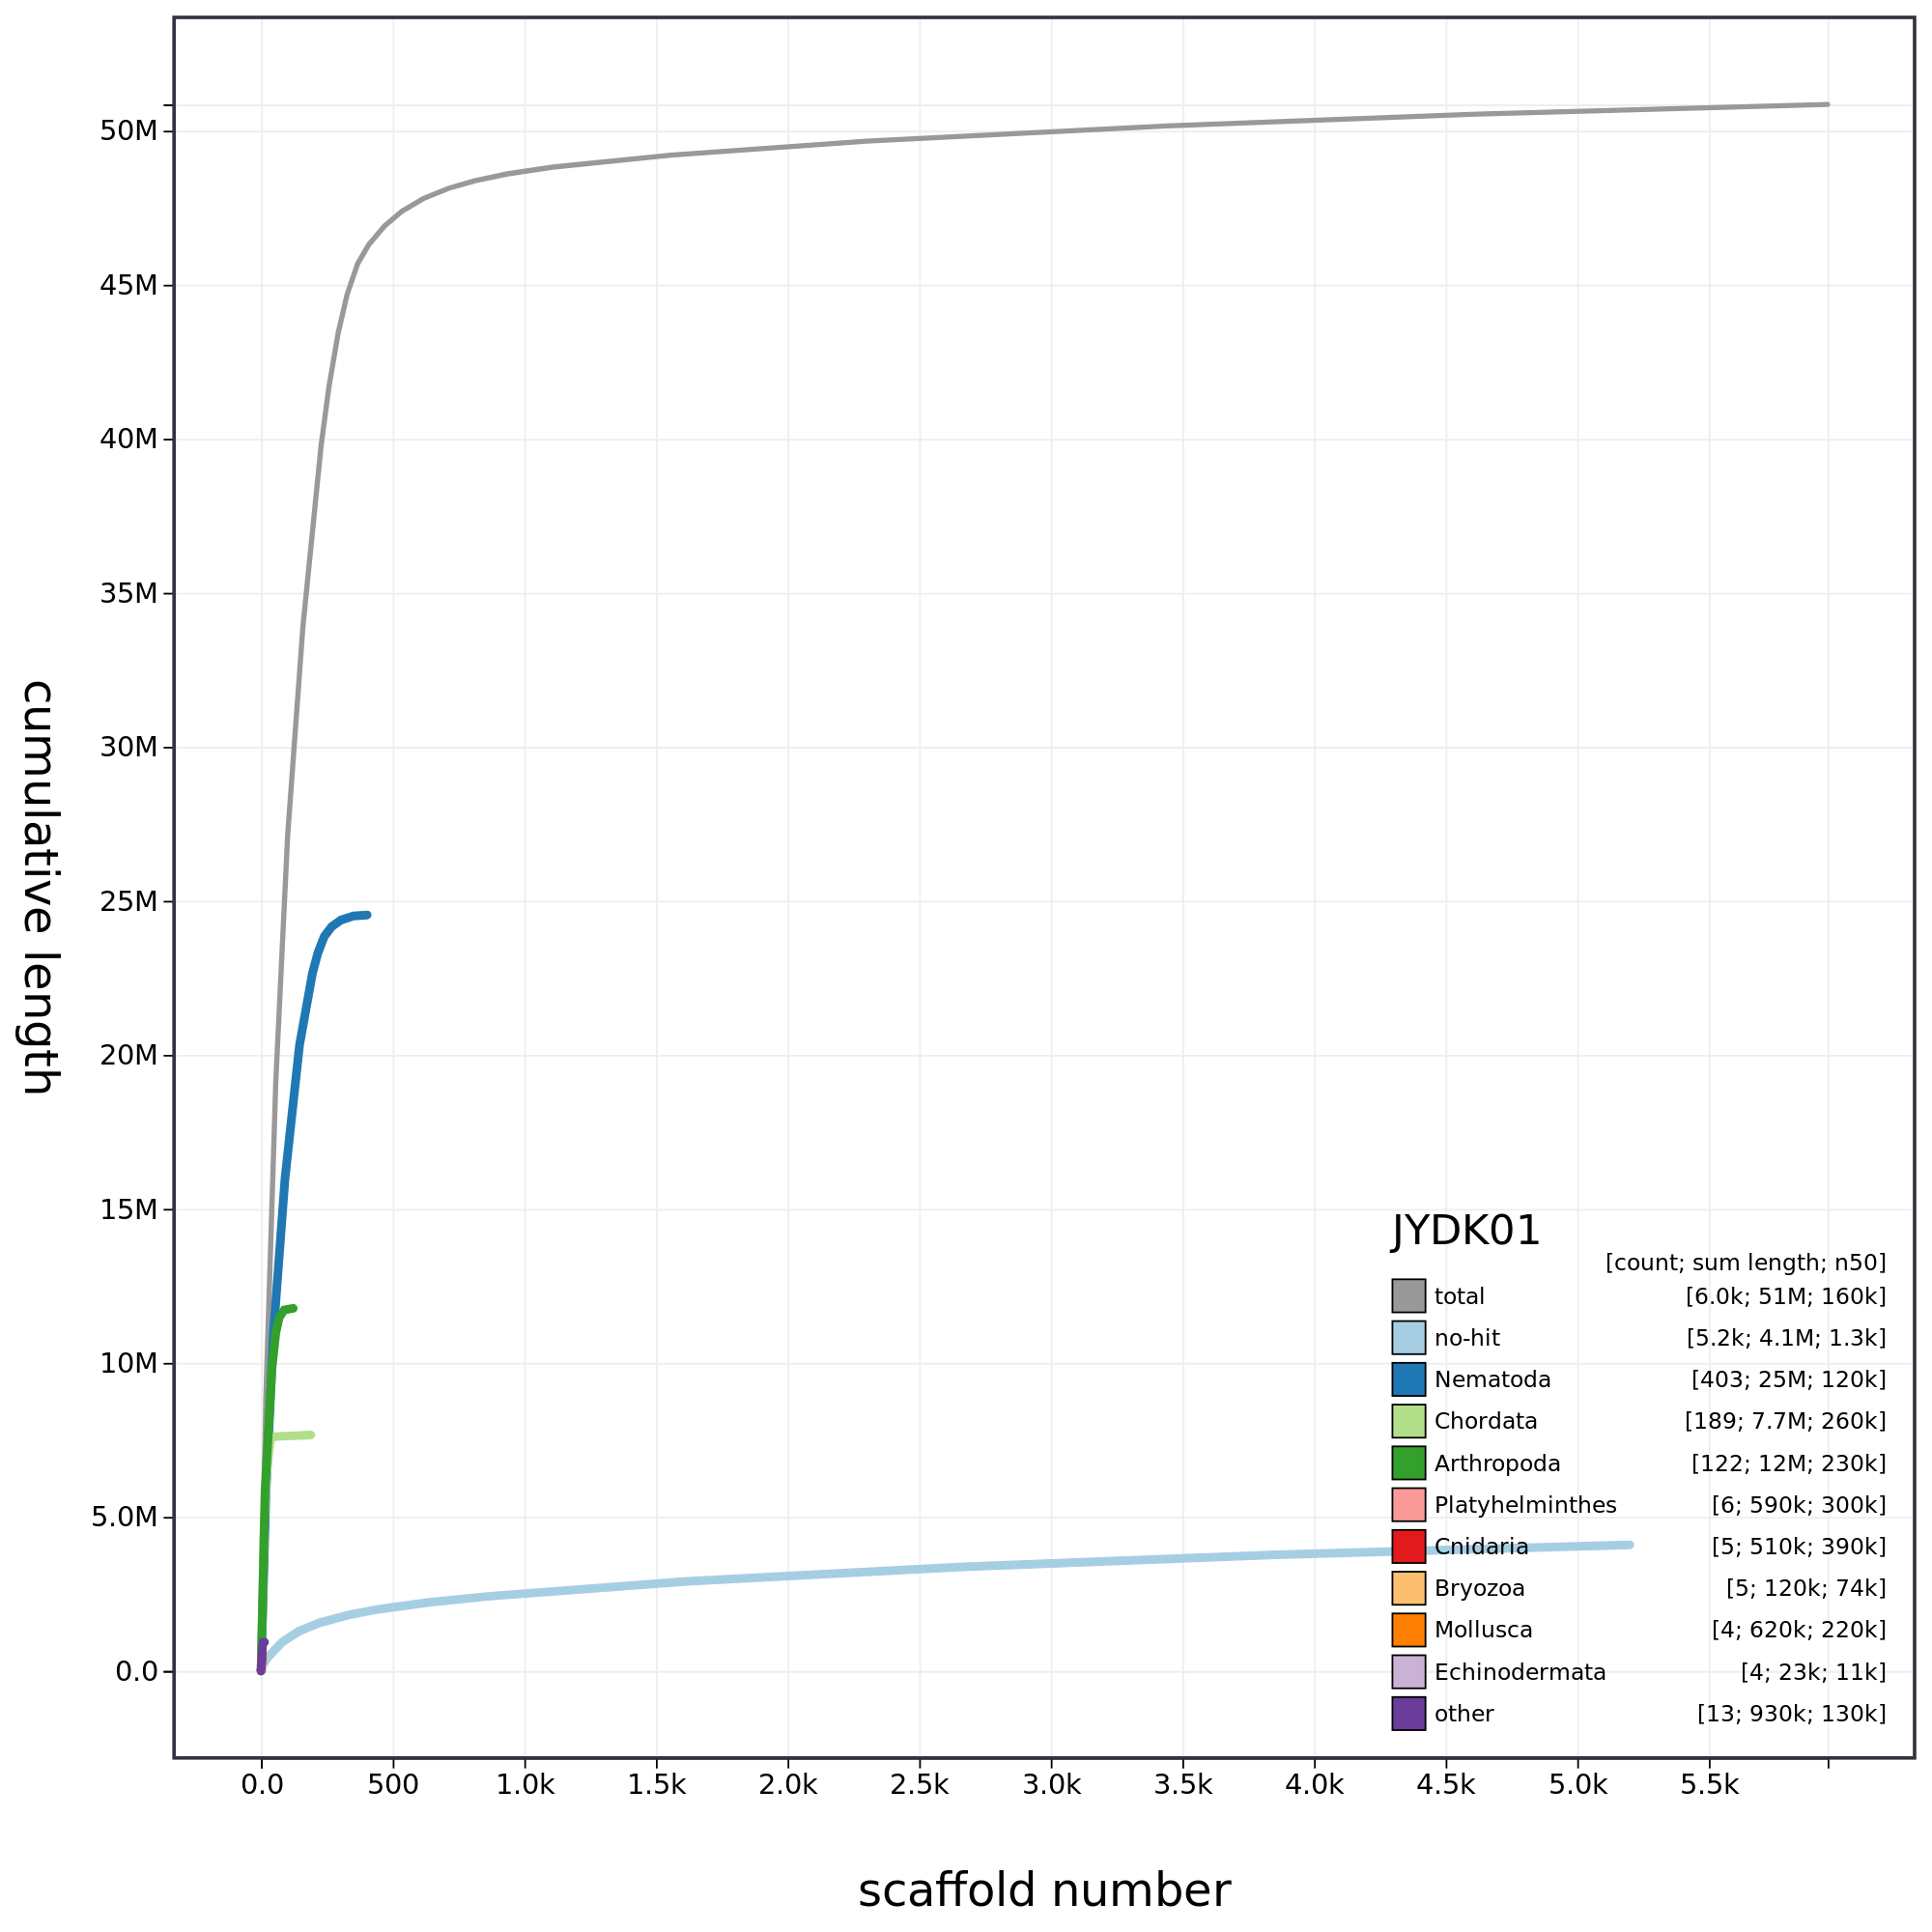 cumulative length
50M
45M
40M
35M
30M
25M
20M
15M
10M
5.0M
0.0
JYDK01
[count; sum length; n50]
total [6.0k; 51M; 160k]
no-hit [5.2k; 4.1M; 1.3k]
Nematoda [403; 25M; 120k]
Chordata [189; 7.7M; 260k]
Arthropoda [122; 12M; 230k]
Platyhelminthes [6; 590k; 300k]
Cnidaria [5; 510k; 390k]
Bryozoa [5; 120k; 74k]
Mollusca [4; 620k; 220k]
Echinodermata [4; 23k; 11k]
other [13; 930k; 130k]
0.0 500 1.0k 1.5k 2.0k 2.5k 3.0k 3.5k 4.0k 4.5k 5.0k 5.5k
scaffold number